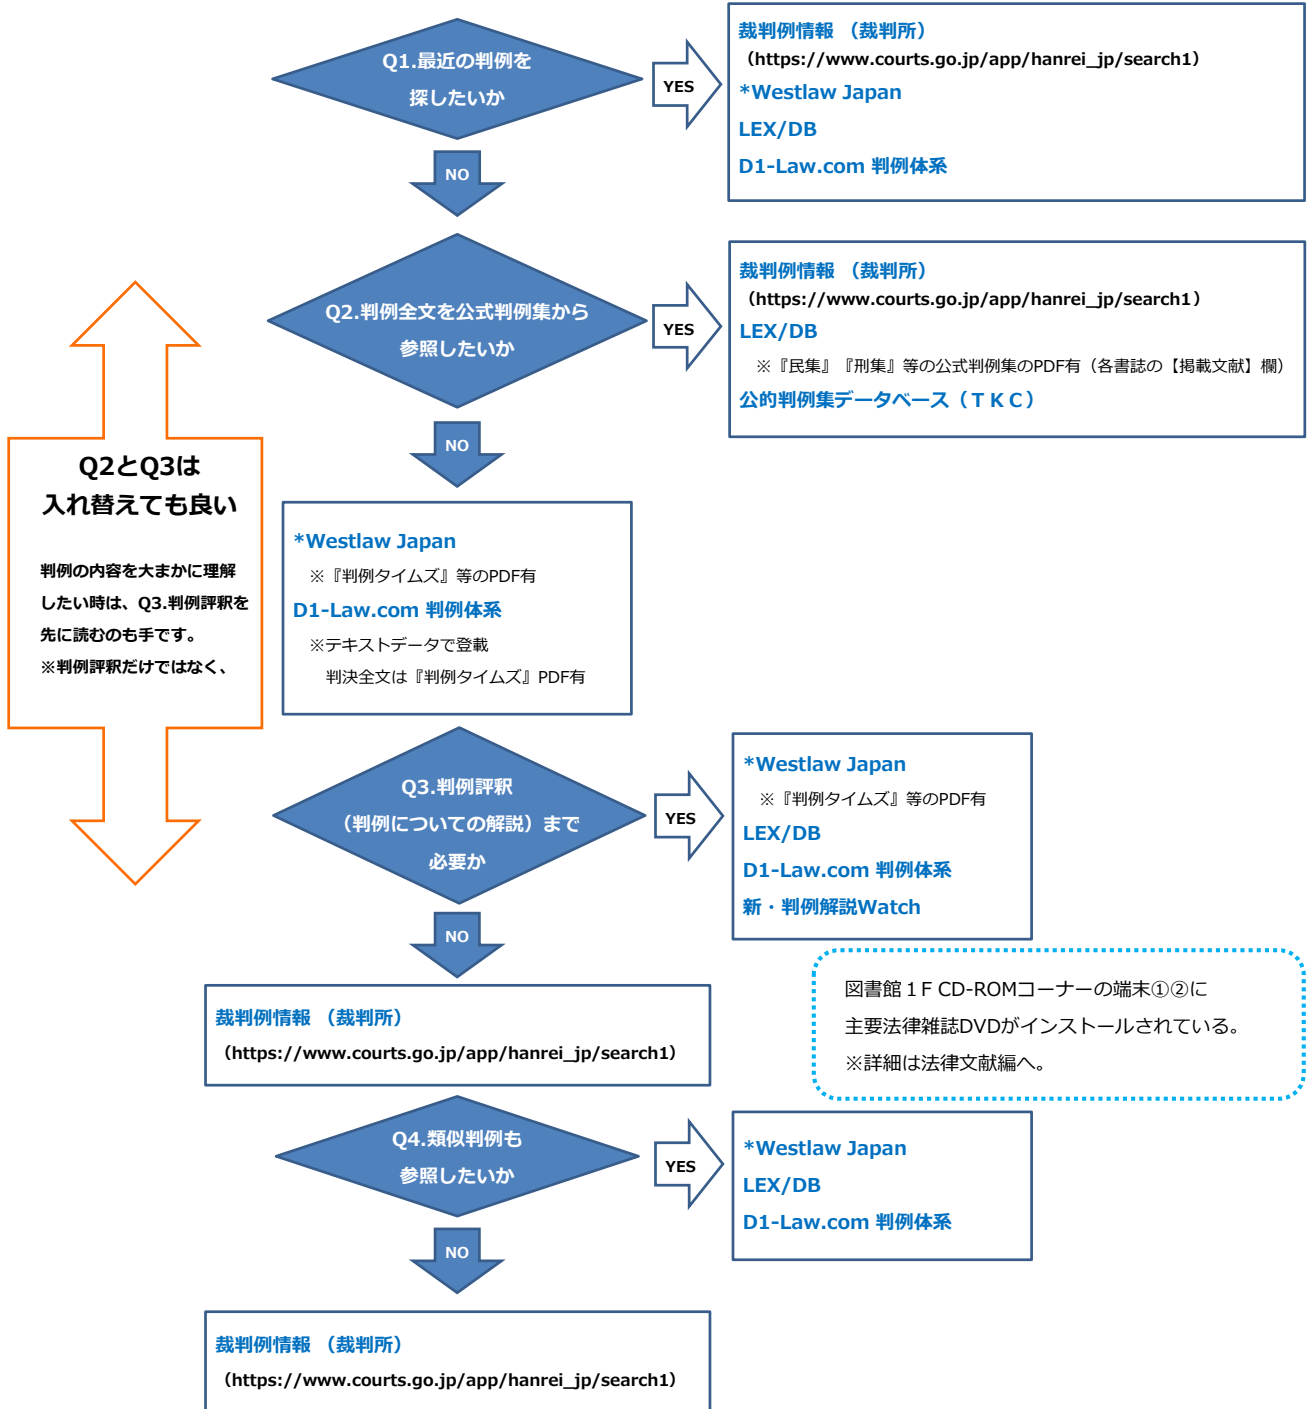 Q1.最近の判例を
探したいか
YES
裁判例情報 （裁判所）
（https://www.courts.go.jp/app/hanrei_jp/search1）
*Westlaw Japan
LEX/DB
D1-Law.com 判例体系
NO
Q2.判例全文を公式判例集から
参照したいか
YES
裁判例情報 （裁判所）
（https://www.courts.go.jp/app/hanrei_jp/search1）
LEX/DB
※『民集』『刑集』等の公式判例集のPDF有（各書誌の【掲載文献】欄）
公的判例集データベース（ＴＫＣ）
NO
Q2とQ3は
入れ替えても良い
判例の内容を大まかに理解
したい時は、Q3.判例評釈を
先に読むのも手です。
※判例評釈だけではなく、
*Westlaw Japan
※『判例タイムズ』等のPDF有
D1-Law.com 判例体系
※テキストデータで登載
判決全文は『判例タイムズ』PDF有
Q3.判例評釈
（判例についての解説）まで
必要か
YES
*Westlaw Japan
※『判例タイムズ』等のPDF有
LEX/DB
D1-Law.com 判例体系
新・判例解説Watch
NO
図書館１F CD-ROMコーナーの端末①②に
主要法律雑誌DVDがインストールされている。
※詳細は法律文献編へ。
裁判例情報 （裁判所）
（https://www.courts.go.jp/app/hanrei_jp/search1）
Q4.類似判例も
参照したいか
YES
*Westlaw Japan
LEX/DB
D1-Law.com 判例体系
NO
裁判例情報 （裁判所）
（https://www.courts.go.jp/app/hanrei_jp/search1）